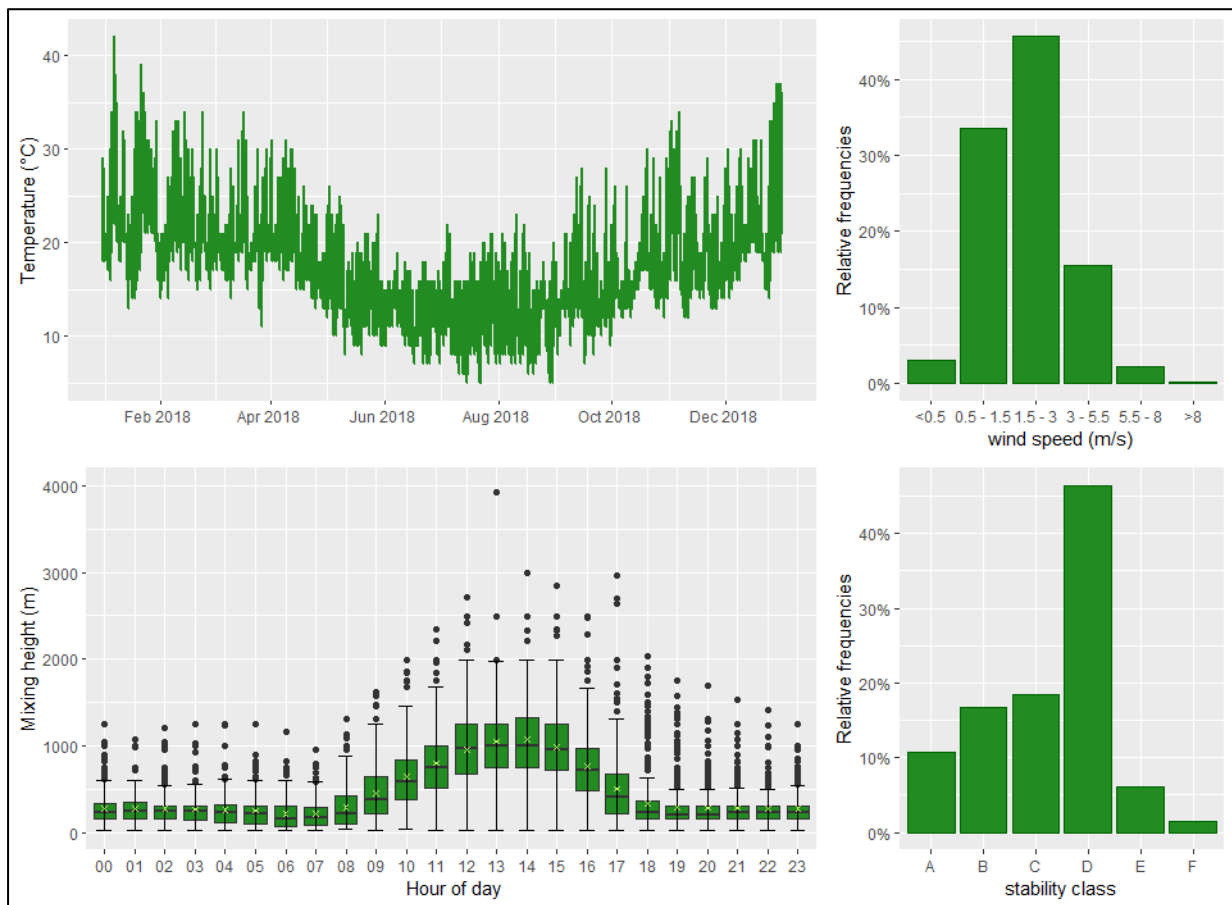 Temperature (°C)
40
30
20
10
Feb 2018 Apr 2018 Jun 2018 Aug 2018 Oct 2018 Dec 2018
Relative frequencies
40%
30%
20%
10%
0%
<0.5 0.5 - 1.5 1.5 - 3 3 - 5.5 5.5 - 8 >8
wind speed (m/s)
Mixing height (m)
4000
3000
2000
1000
0
00 01 02 03 04 05 06 07 08 09 10 11 12 13 14 15 16 17 18 19 20 21 22 23
Hour of day
Relative frequencies
40%
30%
20%
10%
0%
A B C D E F
stability class